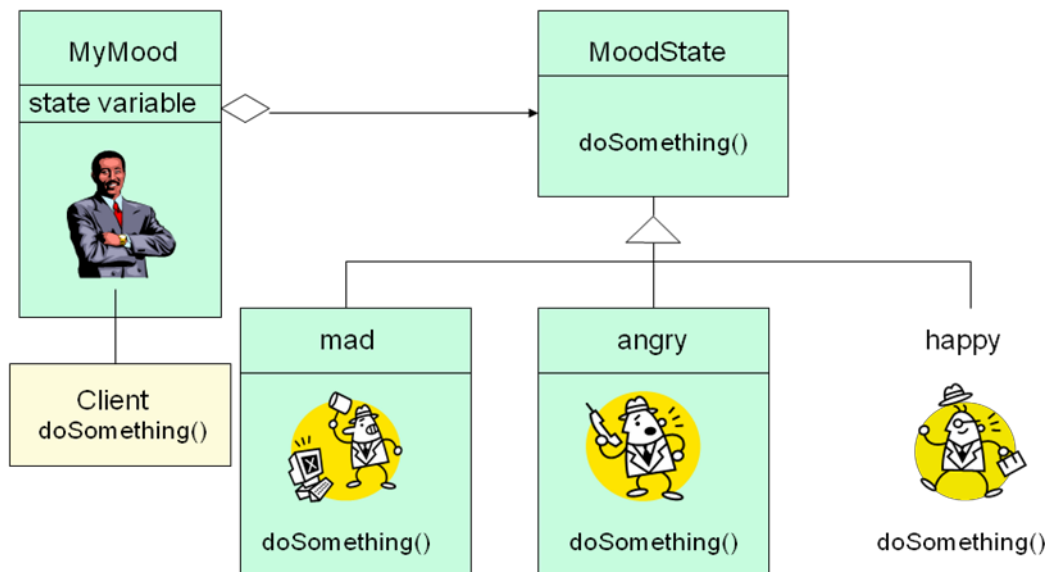 MyMood
state variable
MoodState
doSomething()
Client
doSomething()
mad
doSomething()
angry
doSomething()
happy
doSomething()